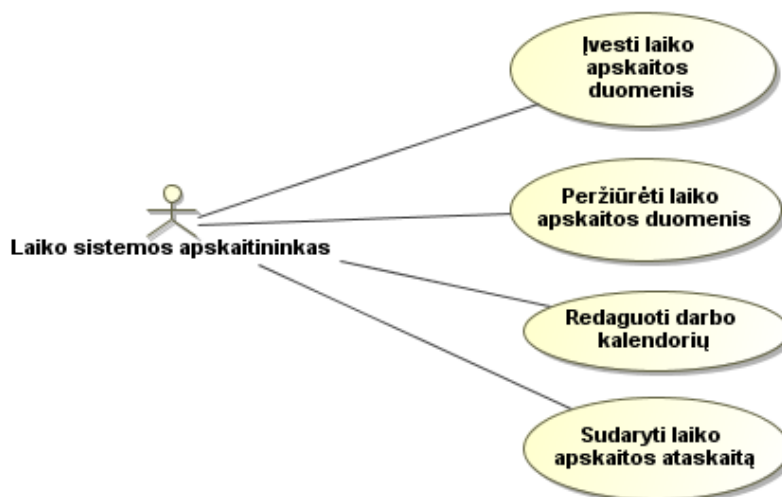 Įvesti laiko
apskaitos
duomenis
Peržiūrėti laiko
apskaitos duomenis
Laiko sistemos apskaitininkas
Redaguoti darbo
kalendorių
Sudaryti laiko
apskaitos ataskaitą